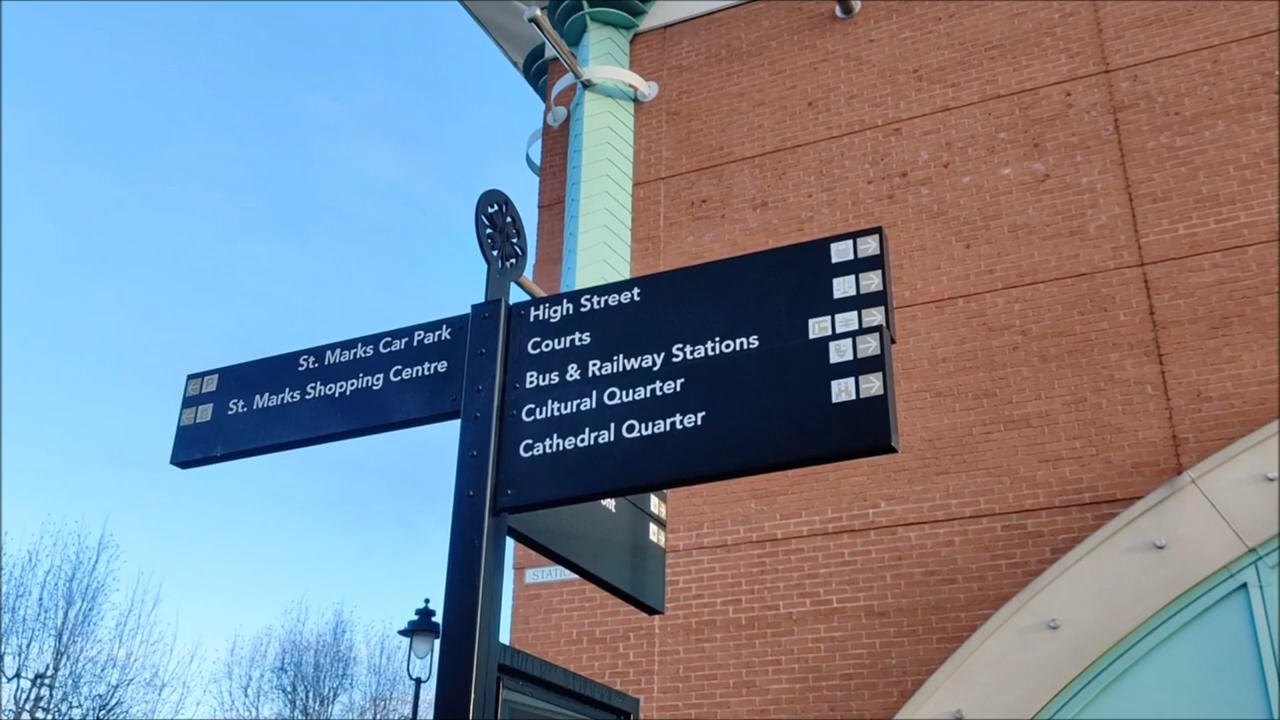 St. Marks Car Park
St. Marks Shopping Centre
P
High Street
Courts
Bus & Railway Stations
Cultural Quarter
Cathedral Quarter